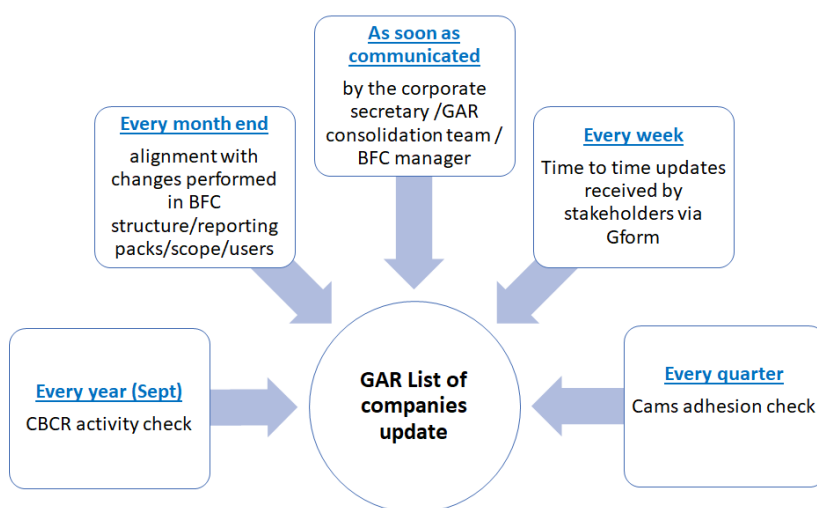 As soon as
communicated
by the corporate
secretary /GAR
consolidation team /
BFC manager
Every month end
alignment with
changes performed
in BFC
structure/reporting
packs/scope/users
Every week
Time to time updates
received by
stakeholders via
Gform
Every year (Sept)
CBCR activity check
GAR List of
companies
update
Every quarter
Cams adhesion check